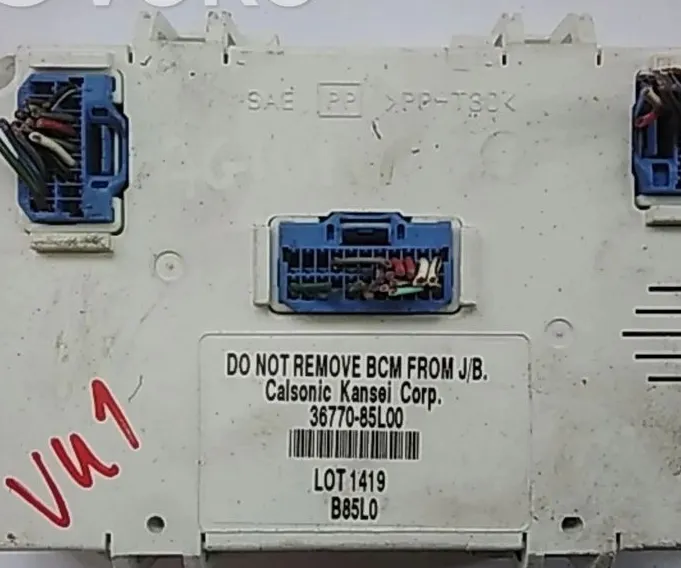 SAE PP >PP-T30<
DO NOT REMOVE BCM FROM J/B.
Calsonic Kansei Corp.
36770-85L00
LOT 1419
B85L0
VU1